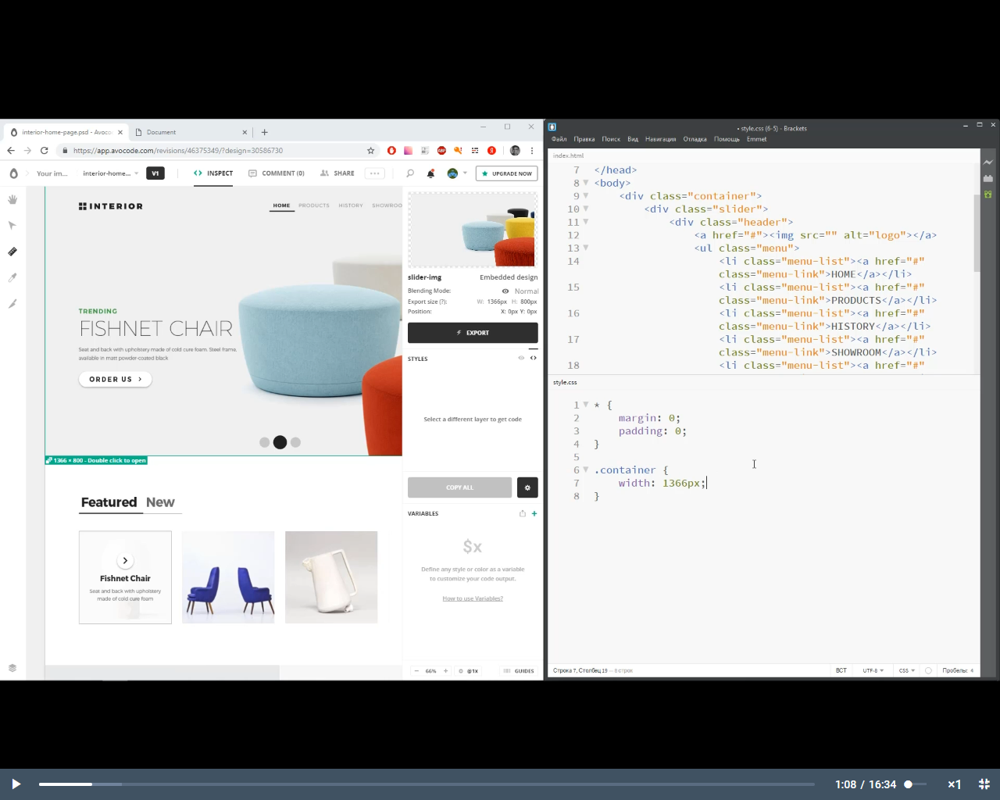 interior-home-page.psd - Avoco
Document
https://app.avocode.com/revisions/46375349/?design=30586730
Your im...
interior-home...
V1
INSPECT
COMMENT (0)
SHARE
UPGRADE NOW
INTERIOR
HOME
PRODUCTS
HISTORY
SHOWROO
TRENDING
FISHNET CHAIR
Seat and back with upholstery made of cold cure foam. Steel frame,
available in matt powder-coated black
ORDER US
1366 × 800 - Double click to open
Featured New
Fishnet Chair
Seat and back with upholstery
made of cold cure foam
slider-img
Embedded design
Blending Mode:
Normal
Export size (?):
W: 1366px H: 800px
Position:
X: 0px Y: 0px
EXPORT
STYLES
Select a different layer to get code
COPY ALL
VARIABLES
$x
Define any style or color as a variable
to customize your code output.
How to use Variables?
66%
@1x
GUIDES
• style.css (6-5) - Brackets
Файл Правка Поиск Вид Навигация Отладка Помощь Emmet
index.html
7 </head>
8 <body>
9 <div class="container">
10 <div class="slider">
11 <div class="header">
12 <a href="#"><img src="" alt="logo"></a>
13 <ul class="menu">
14 <li class="menu-list"><a href="#"
class="menu-link">HOME</a></li>
15 <li class="menu-list"><a href="#"
class="menu-link">PRODUCTS</a></li>
16 <li class="menu-list"><a href="#"
class="menu-link">HISTORY</a></li>
17 <li class="menu-list"><a href="#"
class="menu-link">SHOWROOM</a></li>
18 <li class="menu-list"><a href="#"
style.css
1 * {
2 margin: 0;
3 padding: 0;
4 }
5
6 .container {
7 width: 1366px;
8 }
Строка 7, Столбец 19 — 8 строк
ВСТ
UTF-8
CSS
Пробелы: 4
1:08 / 16:34
×1